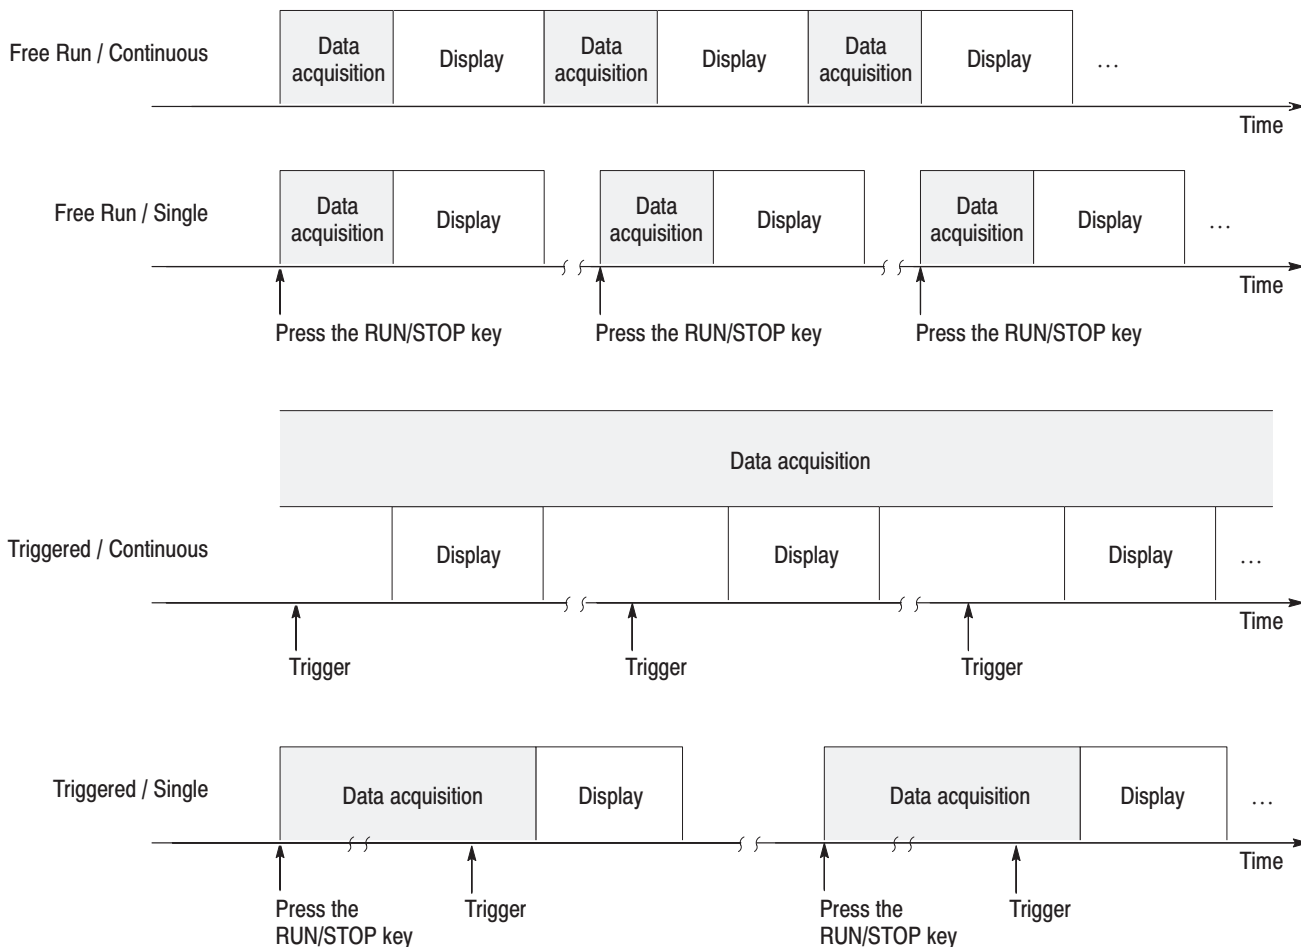 Free Run / Continuous
Data
acquisition
Display
Data
acquisition
Display
Data
acquisition
Display
...
Time
Free Run / Single
Data
acquisition
Display
Data
acquisition
Display
Data
acquisition
Display
...
Time
Press the RUN/STOP key
Press the RUN/STOP key
Press the RUN/STOP key
Data acquisition
Triggered / Continuous
Display
Display
Display
...
Time
Trigger
Trigger
Trigger
Triggered / Single
Data acquisition
Display
Data acquisition
Display
...
Time
Press the
RUN/STOP key
Trigger
Press the
RUN/STOP key
Trigger